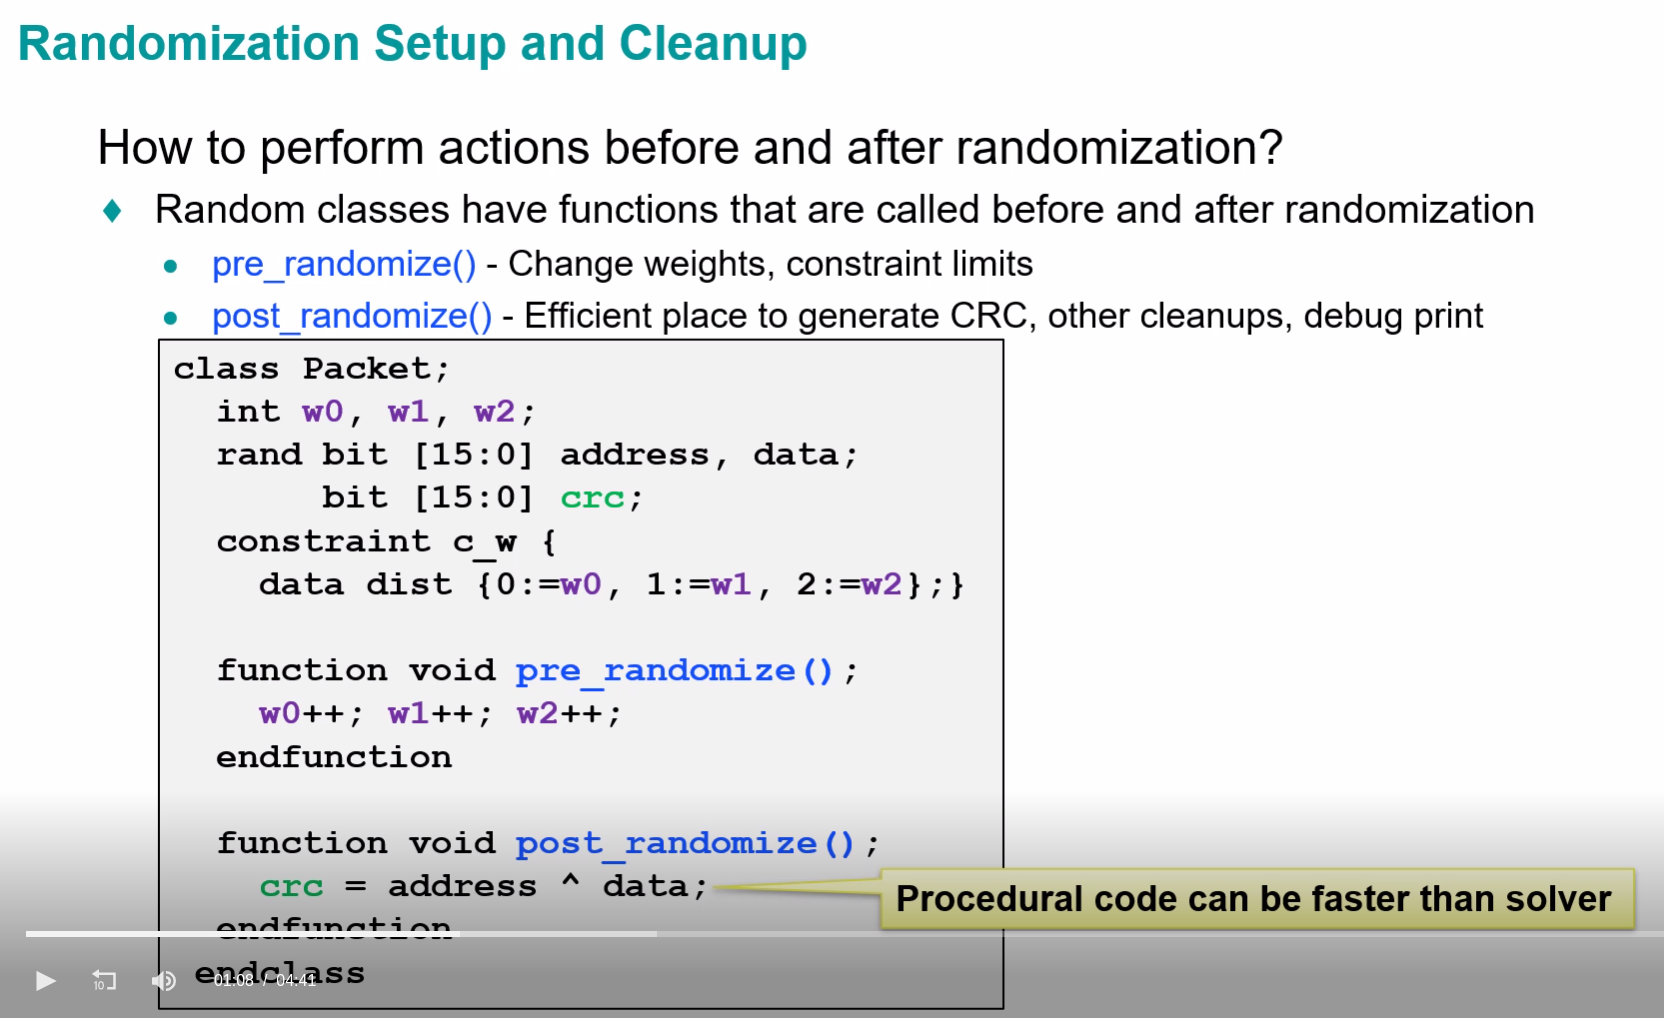 Randomization Setup and Cleanup
How to perform actions before and after randomization?
Random classes have functions that are called before and after randomization
pre_randomize() - Change weights, constraint limits
post_randomize() - Efficient place to generate CRC, other cleanups, debug print
class Packet;
int w0, w1, w2;
rand bit [15:0] address, data;
bit [15:0] crc;
constraint c_w {
data dist {0:=w0, 1:=w1, 2:=w2};}
function void pre_randomize();
w0++; w1++; w2++;
endfunction
function void post_randomize();
crc = address ^ data;
Procedural code can be faster than solver
endfunction
endclass
10
01:08 / 04:41